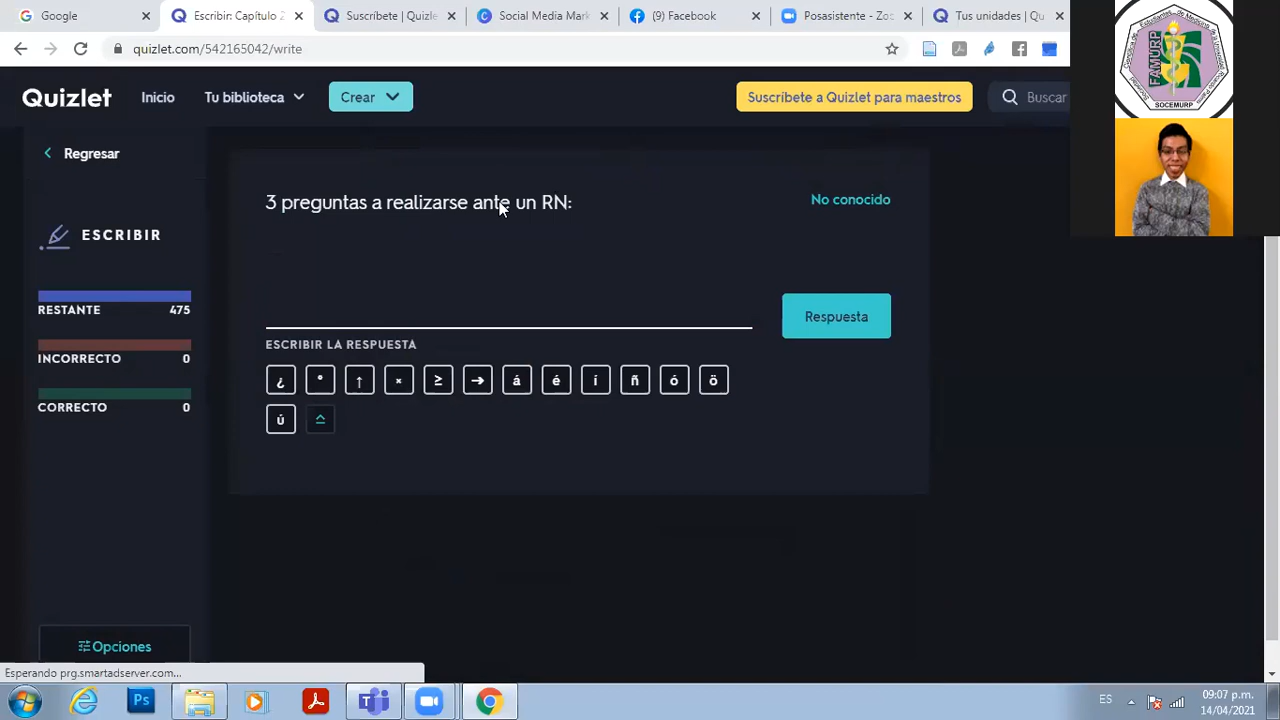 Google
Escribir: Capítulo 2
Suscríbete | Quizle
Social Media Mark
(9) Facebook
Posasistente - Zoc
Tus unidades | Qu
quizlet.com/542165042/write
Quizlet
Inicio
Tu biblioteca
Crear
Suscríbete a Quizlet para maestros
Buscar
FAMURP
SOCEMURP
Regresar
ESCRIBIR
RESTANTE 475
INCORRECTO 0
CORRECTO 0
Opciones
3 preguntas a realizarse ante un RN:
No conocido
Respuesta
ESCRIBIR LA RESPUESTA
¿ ° ↑ × ≥ → á é í ñ ó ö
ú
Esperando prg.smartadserver.com...
Ps
ES
09:07 p.m.
14/04/2021